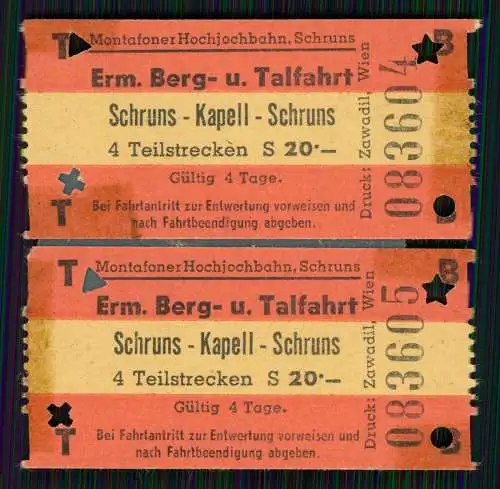 T Montafoner Hochjochbahn, Schruns B
Erm. Berg- u. Talfahrt
Schruns - Kapell - Schruns
4 Teilstrecken S 20·—
Gültig 4 Tage.
T Bei Fahrtantritt zur Entwertung vorweisen und
nach Fahrtbeendigung abgeben.
Druck: Zawadil, Wien
083604
B
T Montafoner Hochjochbahn, Schruns B
Erm. Berg- u. Talfahrt
Schruns - Kapell - Schruns
4 Teilstrecken S 20·—
Gültig 4 Tage.
T Bei Fahrtantritt zur Entwertung vorweisen und
nach Fahrtbeendigung abgeben.
Druck: Zawadil, Wien
083605
B